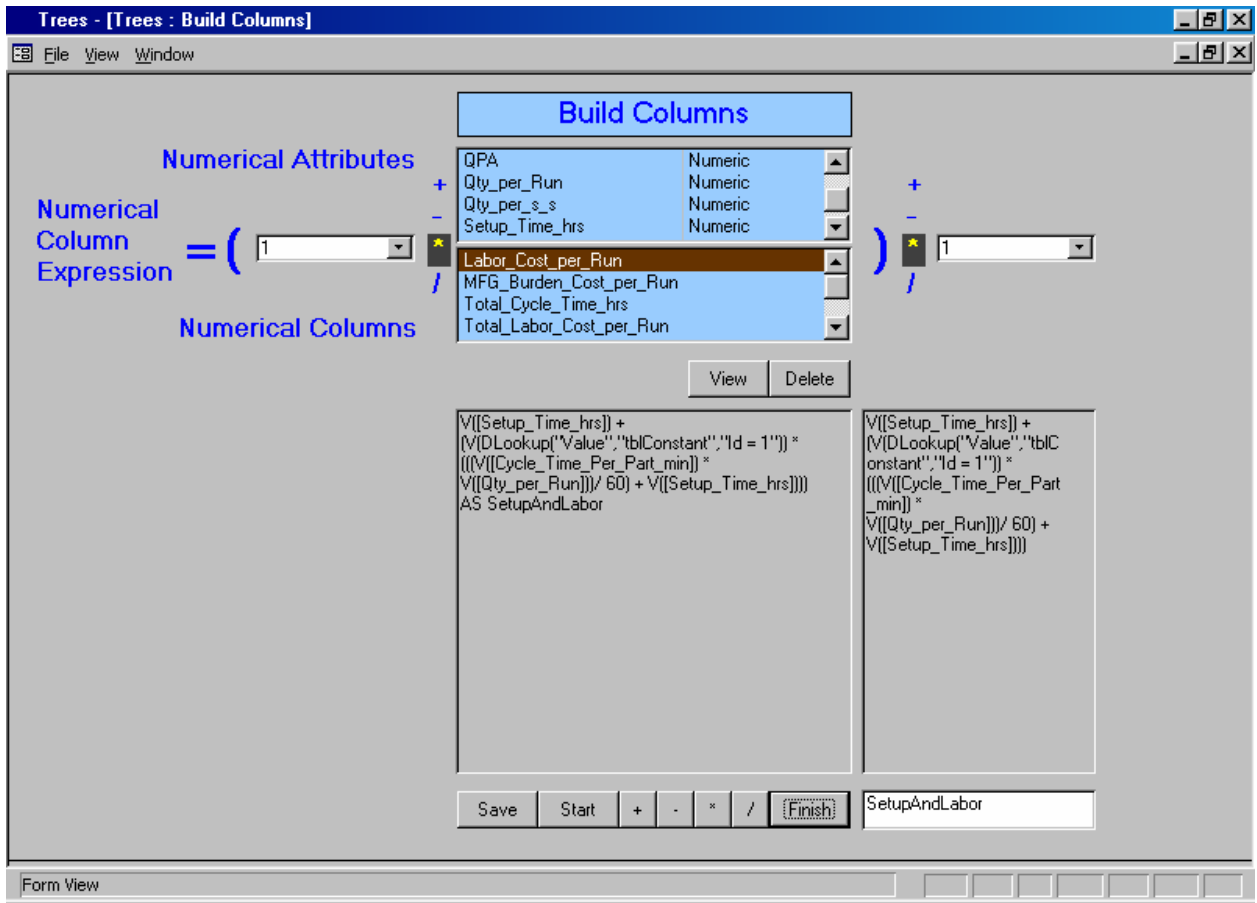 Trees - [Trees : Build Columns]
File View Window
Build Columns
Numerical Attributes
QPA Numeric
Qty_per_Run Numeric
Qty_per_s_s Numeric
Setup_Time_hrs Numeric
Numerical
Column
Expression
= (
1
+
-
*
/
Labor_Cost_per_Run
MFG_Burden_Cost_per_Run
Total_Cycle_Time_hrs
Total_Labor_Cost_per_Run
)
+
-
*
/
1
Numerical Columns
View Delete
V([Setup_Time_hrs]) +
(V(DLookup("Value","tblConstant","Id = 1")) *
(((V([Cycle_Time_Per_Part_min]) *
V([Qty_per_Run]))/ 60) + V([Setup_Time_hrs])))
AS SetupAndLabor
V([Setup_Time_hrs]) +
(V(DLookup("Value","tblC
onstant","Id = 1")) *
(((V([Cycle_Time_Per_Part
_min]) *
V([Qty_per_Run]))/ 60) +
V([Setup_Time_hrs])))
Save Start + - * / Finish
SetupAndLabor
Form View